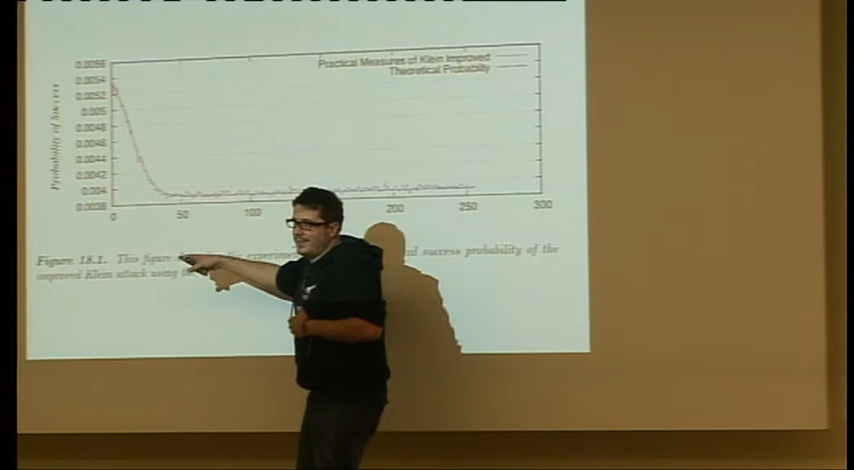 0.0056
0.0054
0.0052
0.005
0.0048
0.0046
0.0044
0.0042
0.004
0.0038
Probability of Success
Practical Measures of Klein Improved
Theoretical Probability
0 50 100 200 250 300
Figure 18.1. This figure success probability of the
improved Klein attack using